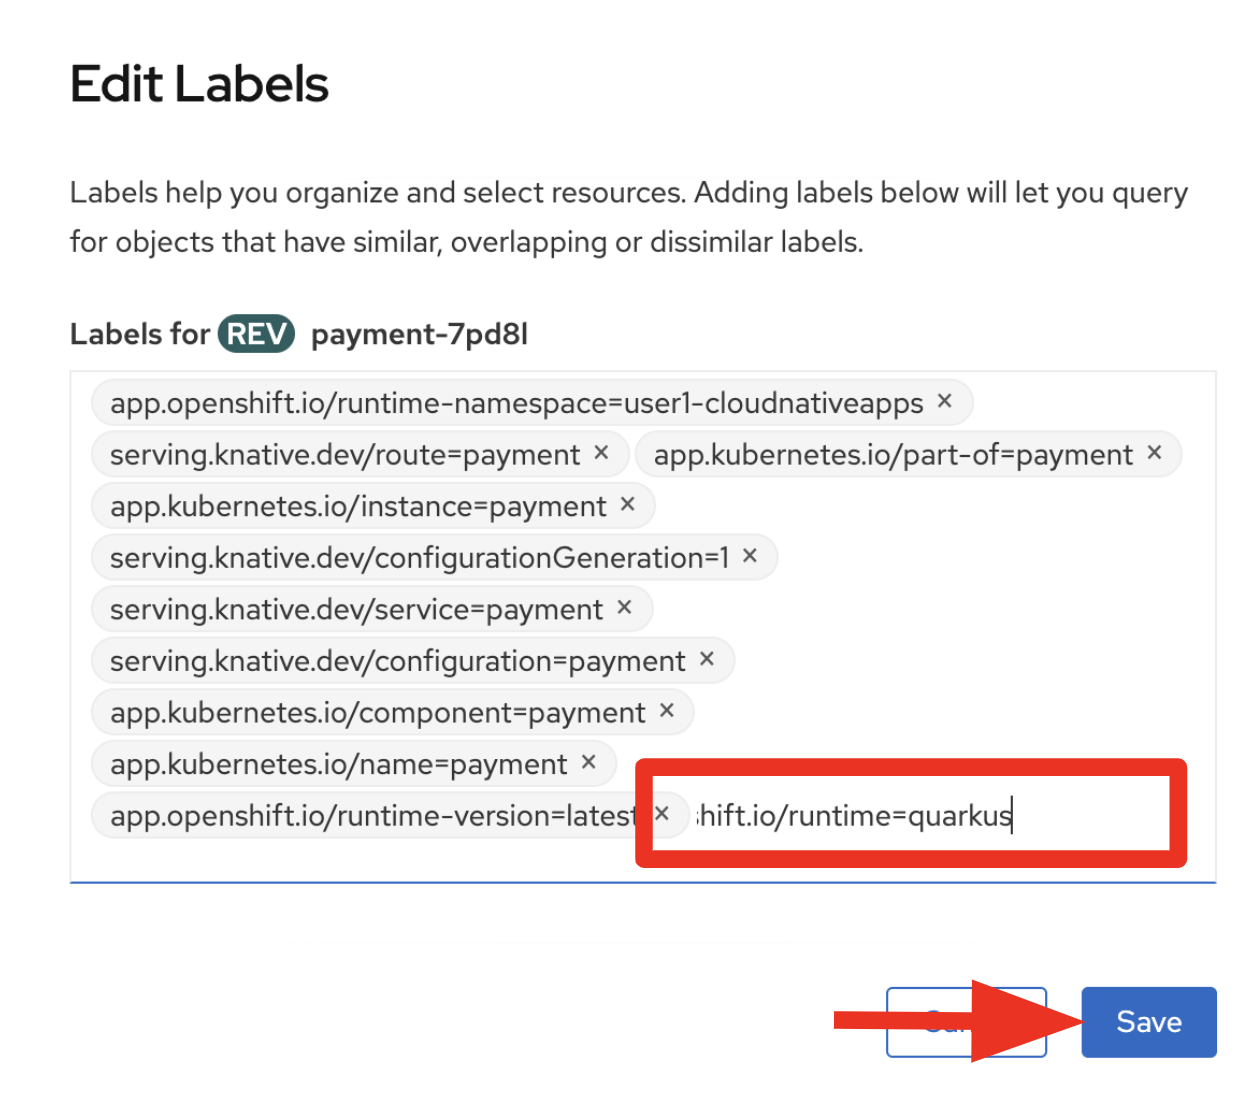 Edit Labels
Labels help you organize and select resources. Adding labels below will let you query
for objects that have similar, overlapping or dissimilar labels.
Labels for REV payment-7pd8l
app.openshift.io/runtime-namespace=user1-cloudnativeapps ×
serving.knative.dev/route=payment × app.kubernetes.io/part-of=payment ×
app.kubernetes.io/instance=payment ×
serving.knative.dev/configurationGeneration=1 ×
serving.knative.dev/service=payment ×
serving.knative.dev/configuration=payment ×
app.kubernetes.io/component=payment ×
app.kubernetes.io/name=payment ×
app.openshift.io/runtime-version=latest × hift.io/runtime=quarkus
Save